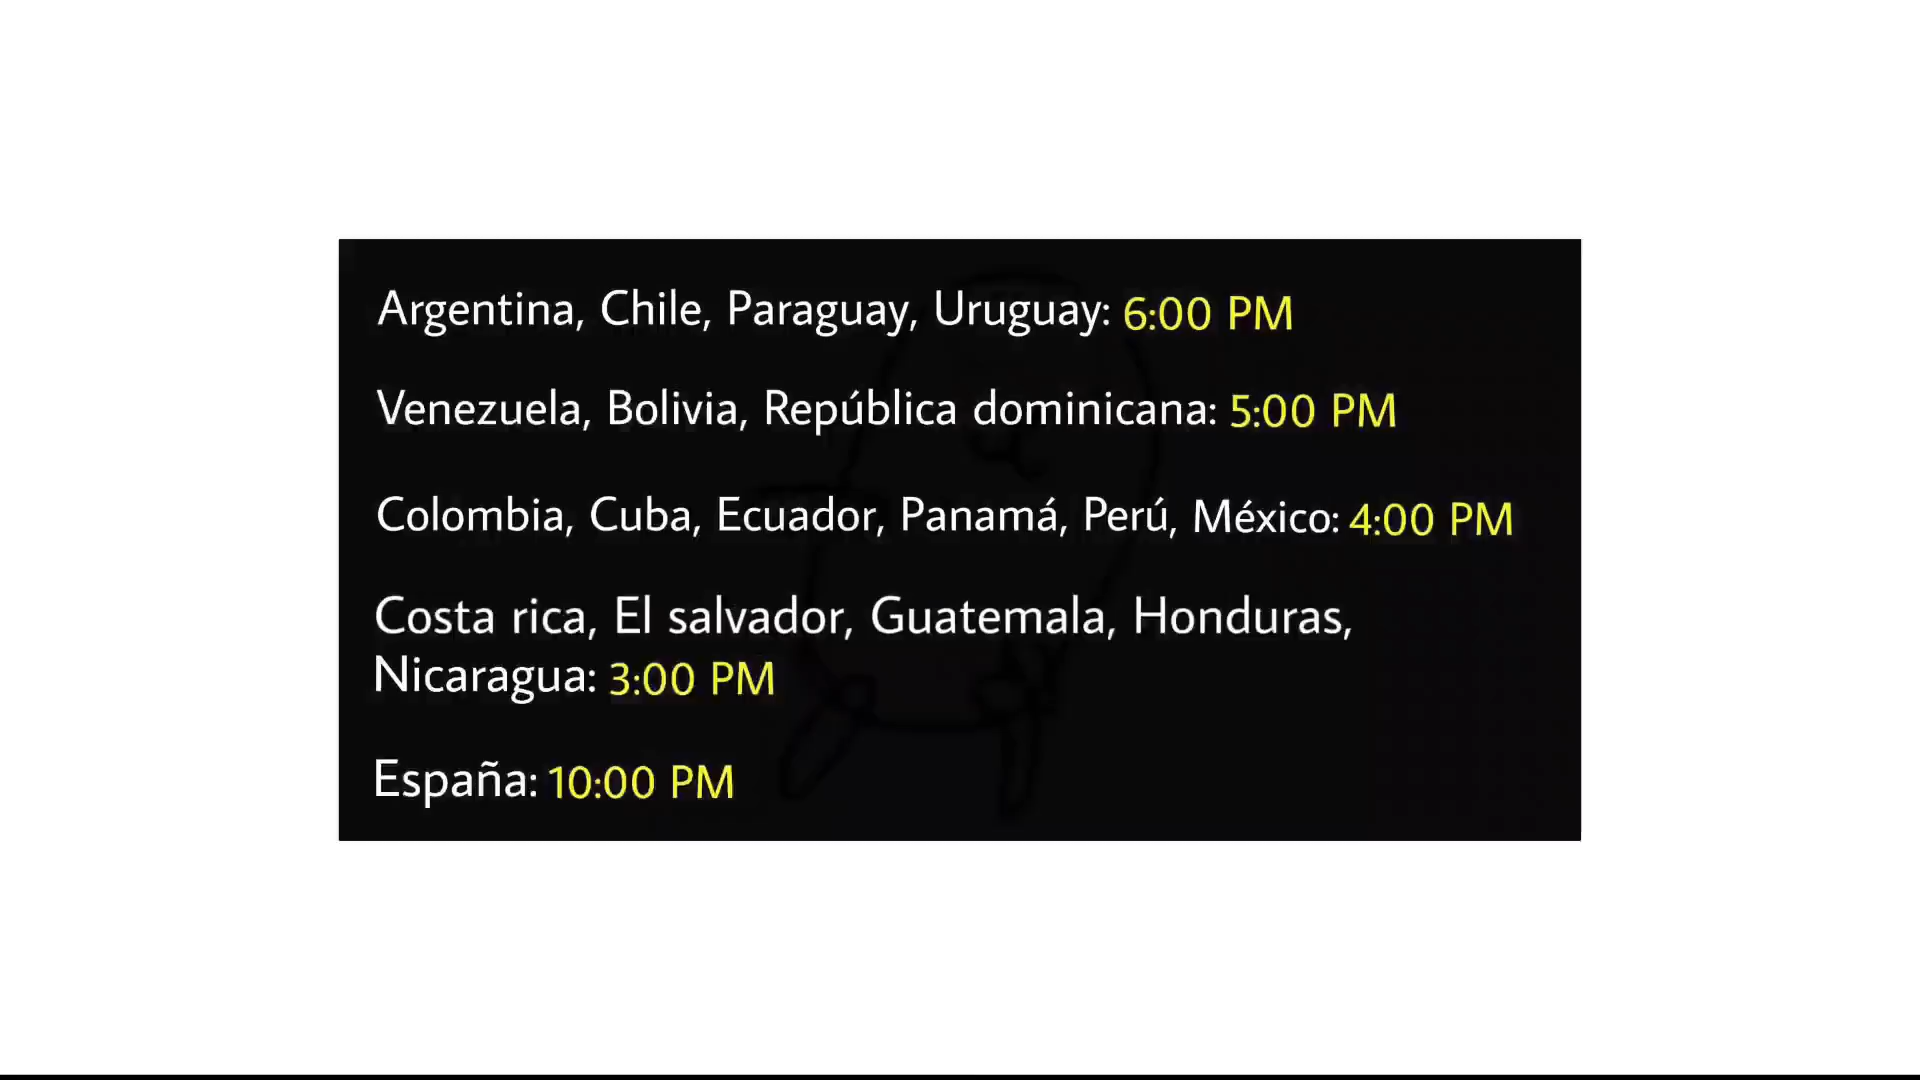 Argentina, Chile, Paraguay, Uruguay: 6:00 PM
Venezuela, Bolivia, República dominicana: 5:00 PM
Colombia, Cuba, Ecuador, Panamá, Perú, México: 4:00 PM
Costa rica, El salvador, Guatemala, Honduras,
Nicaragua: 3:00 PM
España: 10:00 PM